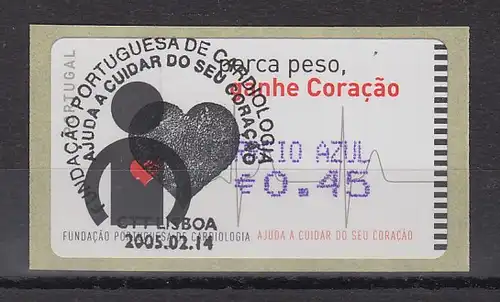 PORTUGAL
FUNDAÇÃO PORTUGUESA DE CARDIOLOGIA
AJUDA A CUIDAR DO SEU CORAÇÃO
perca peso,
ganhe Coração
AZUL
€0.45
CTT LISBOA
2005.02.14
FUNDAÇÃO PORTUGUESA DE CARDIOLOGIA AJUDA A CUIDAR DO SEU CORAÇÃO